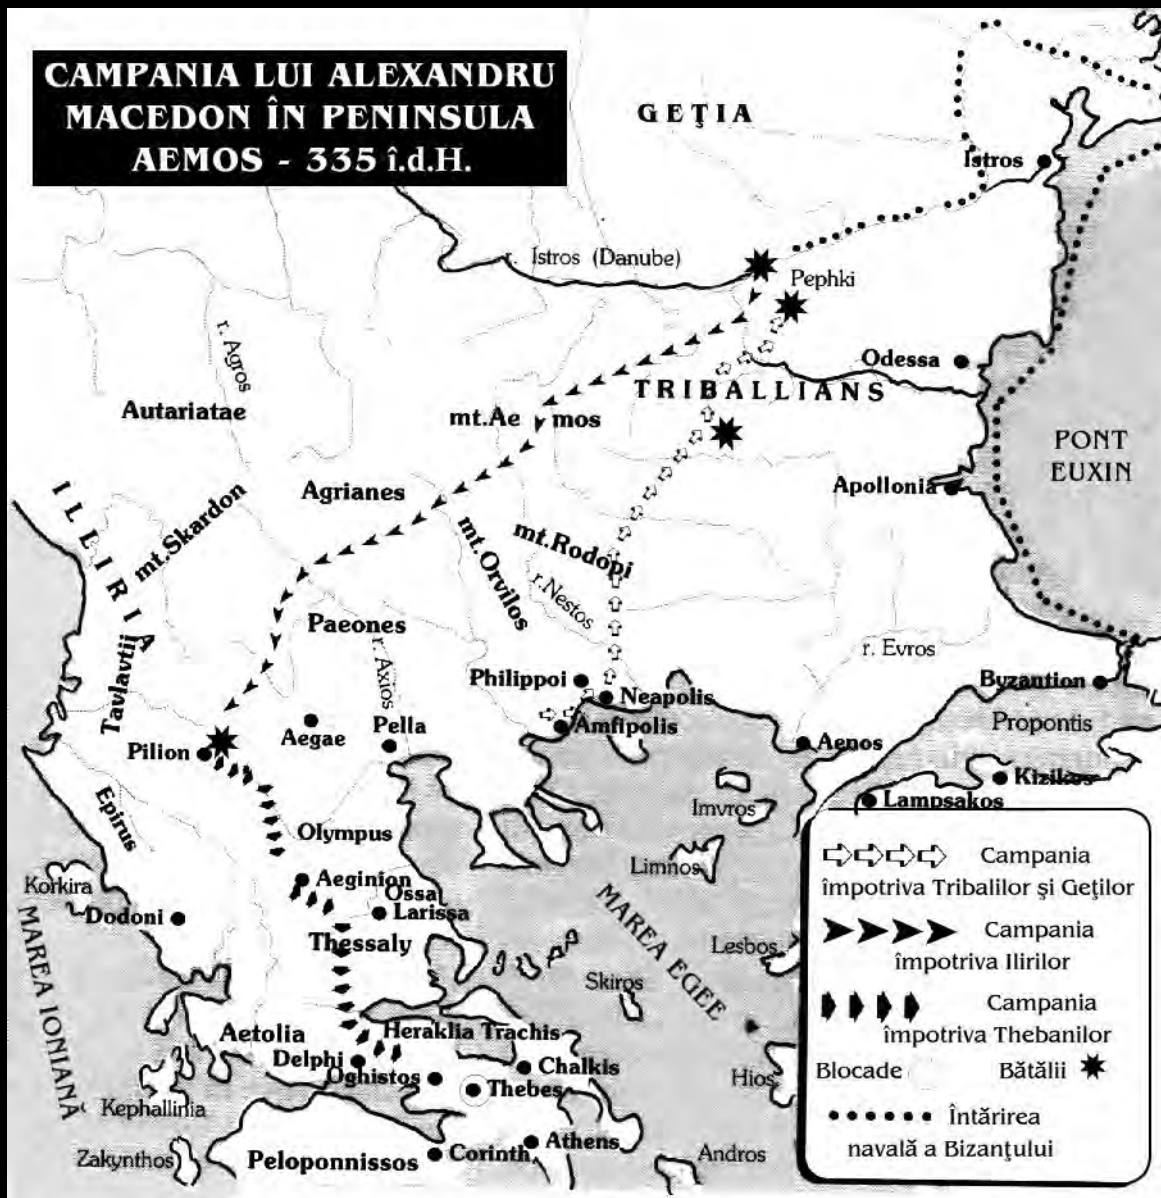 CAMPANIA LUI ALEXANDRU
MACEDON ÎN PENINSULA
AEMOS - 335 î.d.H.
GEŢIA
Istros
r. Istros (Danube)
Pephki
r. Agros
Odessa
TRIBALLIANS
Autariatae
mt.Aemos
PONT
EUXIN
Agrianes
Apollonia
ILLIRIA
mt.Skardon
mt.Orvilos
mt.Rodopi
r.Nestos
Paeones
r. Axios
r. Evros
Tavlavtij
Philippoi
Neapolis
Byzantion
Amfipolis
Propontis
Aegae
Pella
Aenos
Pilion
Kizikos
Lampsakos
Epirus
Imvros
Olympus
Limnos
Korkira
Aeginion
Ossa
Larissa
Dodoni
Thessaly
MAREA EGEE
Lesbos
MAREA IONIANĂ
Skiros
Aetolia
Heraklia Trachis
Delphi
Chalkis
Oghistos
Thebes
Hios
Kephallinia
Athens
Zakynthos
Peloponnissos
Corinth
Andros
Campania
împotriva Tribalilor şi Geţilor
Campania
împotriva Ilirilor
Campania
împotriva Thebanilor
Blocade Bătălii
Întărirea
navală a Bizanţului